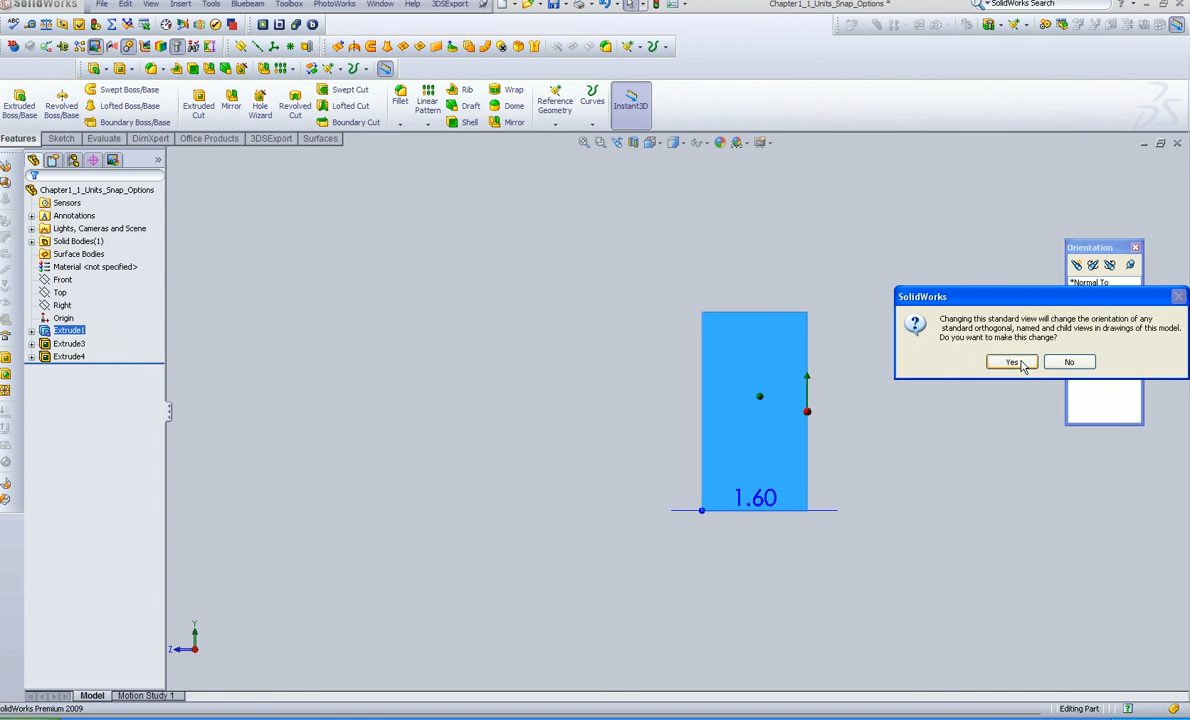 SolidWorks
File Edit View Insert Tools Bluebeam Toolbox PhotoWorks Window Help 3DSExport
Chapter1_1_Units_Snap_Options *
SolidWorks Search
Extruded Boss/Base
Revolved Boss/Base
Swept Boss/Base
Lofted Boss/Base
Boundary Boss/Base
Extruded Cut
Mirror
Hole Wizard
Revolved Cut
Swept Cut
Lofted Cut
Boundary Cut
Fillet
Linear Pattern
Rib
Draft
Shell
Wrap
Dome
Mirror
Reference Geometry
Curves
Instant3D
Features Sketch Evaluate DimXpert Office Products 3DSExport Surfaces
Chapter1_1_Units_Snap_Options
Sensors
Annotations
Lights, Cameras and Scene
Solid Bodies(1)
Surface Bodies
Material <not specified>
Front
Top
Right
Origin
Extrude1
Extrude3
Extrude4
Orientation
*Normal To
SolidWorks
Changing this standard view will change the orientation of any
standard orthogonal, named and child views in drawings of this model.
Do you want to make this change?
Yes No
1.60
Y
Z
Model Motion Study 1
olidWorks Premium 2009
Editing Part